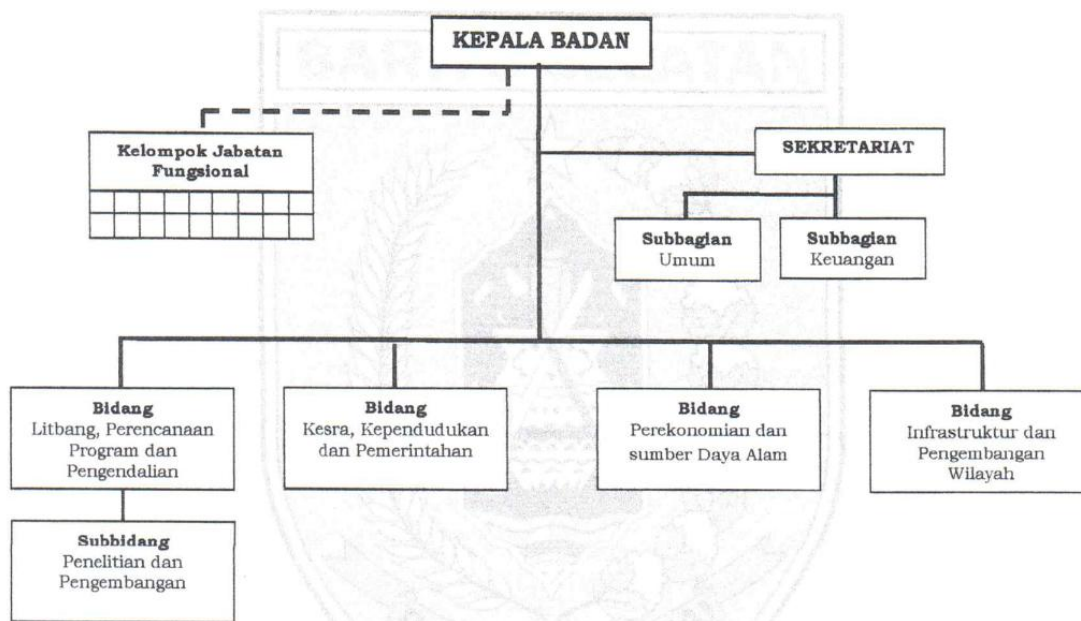 KEPALA BADAN
Kelompok Jabatan
Fungsional
SEKRETARIAT
Subbagian
Umum
Subbagian
Keuangan
Bidang
Litbang, Perencanaan
Program dan
Pengendalian
Bidang
Kesra, Kependudukan
dan Pemerintahan
Bidang
Perekonomian dan
sumber Daya Alam
Bidang
Infrastruktur dan
Pengembangan
Wilayah
Subbidang
Penelitian dan
Pengembangan